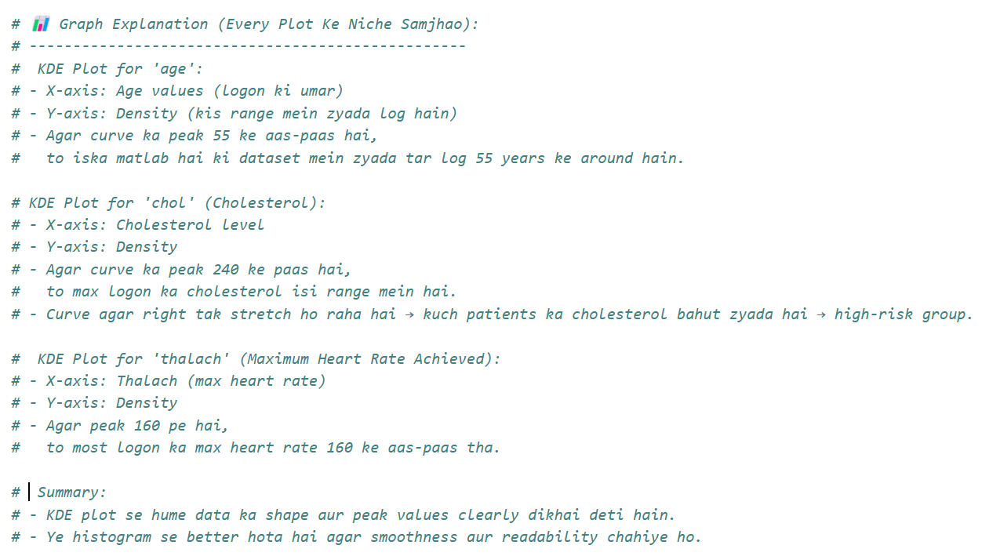 # 📊 Graph Explanation (Every Plot Ke Niche Samjhao):
# --------------------------------------------------
#  KDE Plot for 'age':
# - X-axis: Age values (logon ki umar)
# - Y-axis: Density (kis range mein zyada log hain)
# - Agar curve ka peak 55 ke aas-paas hai,
#   to iska matlab hai ki dataset mein zyada tar log 55 years ke around hain.
# KDE Plot for 'chol' (Cholesterol):
# - X-axis: Cholesterol level
# - Y-axis: Density
# - Agar curve ka peak 240 ke paas hai,
#   to max logon ka cholesterol isi range mein hai.
# - Curve agar right tak stretch ho raha hai → kuch patients ka cholesterol bahut zyada hai → high-risk group.
#  KDE Plot for 'thalach' (Maximum Heart Rate Achieved):
# - X-axis: Thalach (max heart rate)
# - Y-axis: Density
# - Agar peak 160 pe hai,
#   to most logon ka max heart rate 160 ke aas-paas tha.
#  Summary:
# - KDE plot se hume data ka shape aur peak values clearly dikhai deti hain.
# - Ye histogram se better hota hai agar smoothness aur readability chahiye ho.